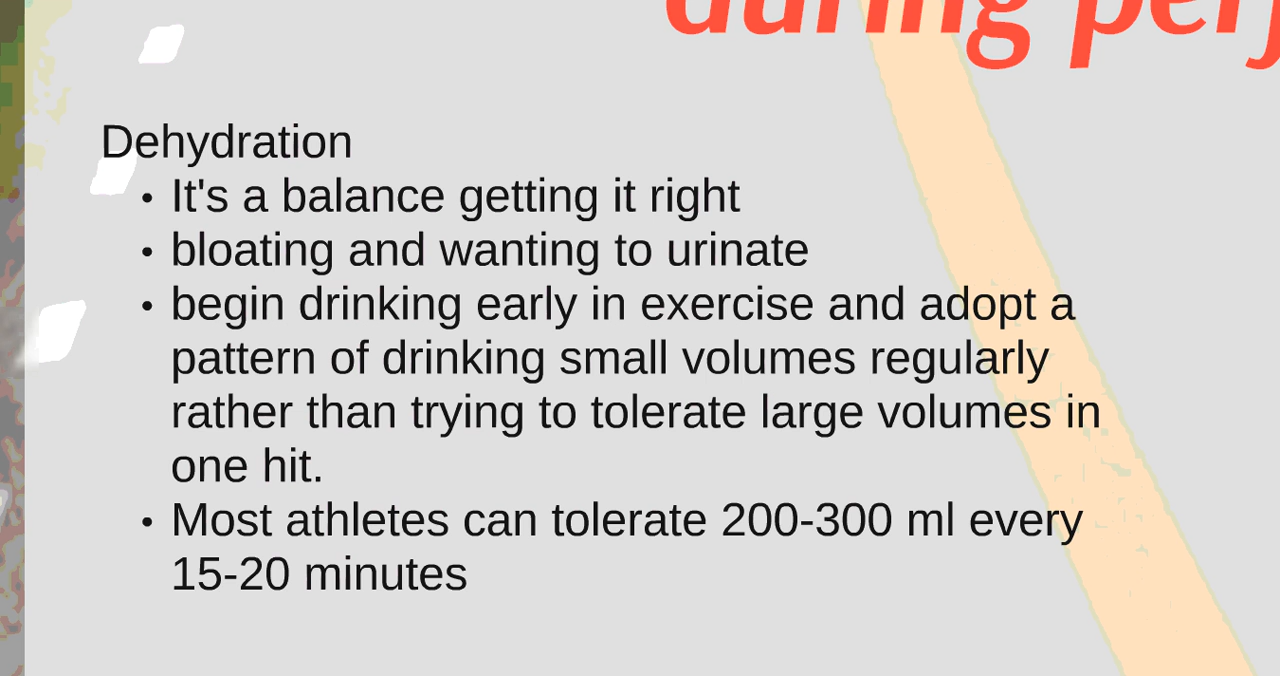 during
Dehydration
• It's a balance getting it right
• bloating and wanting to urinate
• begin drinking early in exercise and adopt a
pattern of drinking small volumes regularly
rather than trying to tolerate large volumes in
one hit.
• Most athletes can tolerate 200-300 ml every
15-20 minutes